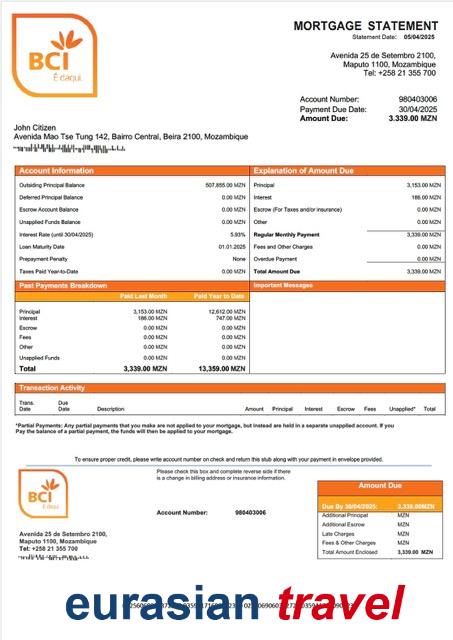 BCI
É daqui.
MORTGAGE STATEMENT
Statement Date: 05/04/2025
Avenida 25 de Setembro 2100,
Maputo 1100, Mozambique
Tel: +258 21 355 700
Account Number: 980403006
Payment Due Date: 30/04/2025
Amount Due: 3.339.00 MZN
John Citizen
Avenida Mao Tse Tung 142, Bairro Central, Beira 2100, Mozambique
Account Information
Outsiding Principal Balance 507,855.00 MZN
Deferred Principal Balance 0.00 MZN
Escrow Account Balance 0.00 MZN
Unapplied Funds Balance 0.00 MZN
Interest Rate (until 30/04/2025) 5.93%
Loan Maturity Date 01.01.2025
Prepayment Penalty None
Taxes Paid Year-to-Date 0.00 MZN
Explanation of Amount Due
Principal 3,153.00 MZN
Interest 186.00 MZN
Escrow (For Taxes and/or insurance) 0.00 MZN
Other 0.00 MZN
Regular Monthly Payment 3,339.00 MZN
Fees and Other Charges 0.00 MZN
Overdue Payment 0.00 MZN
Total Amount Due 3,339.00 MZN
Past Payments Breakdown
Paid Last Month Paid Year to Date
Principal 3,153.00 MZN 12,612.00 MZN
Interest 186.00 MZN 747.00 MZN
Escrow 0.00 MZN 0.00 MZN
Fees 0.00 MZN 0.00 MZN
Other 0.00 MZN 0.00 MZN
Unapplied Funds 0.00 MZN 0.00 MZN
Total 3,339.00 MZN 13,359.00 MZN
Important Messages
Transaction Activity
Trans. Date Due Date Description Amount Principal Interest Escrow Fees Unapplied* Total
*Partial Payments: Any partial payments that you make are not applied to your mortgage, but instead are held in a separate unapplied account. If you
Pay the balance of a partial payment, the funds will then be applied to your mortgage.
To ensure proper credit, please write account number on check and return this stub along with your payment in envelope provided.
BCI
É daqui.
Please check this box and complete reverse side if there
is a change in billing address or insurance information.
Account Number: 980403006
Avenida 25 de Setembro 2100,
Maputo 1100, Mozambique
Tel: +258 21 355 700
Amount Due
Due By 30/04/2025: 3,339.00MZN
Additional Principal MZN
Additional Escrow MZN
Late Charges MZN
Fees & Other Charges MZN
Total Amount Enclosed 3,339.00 MZN
eurasian travel